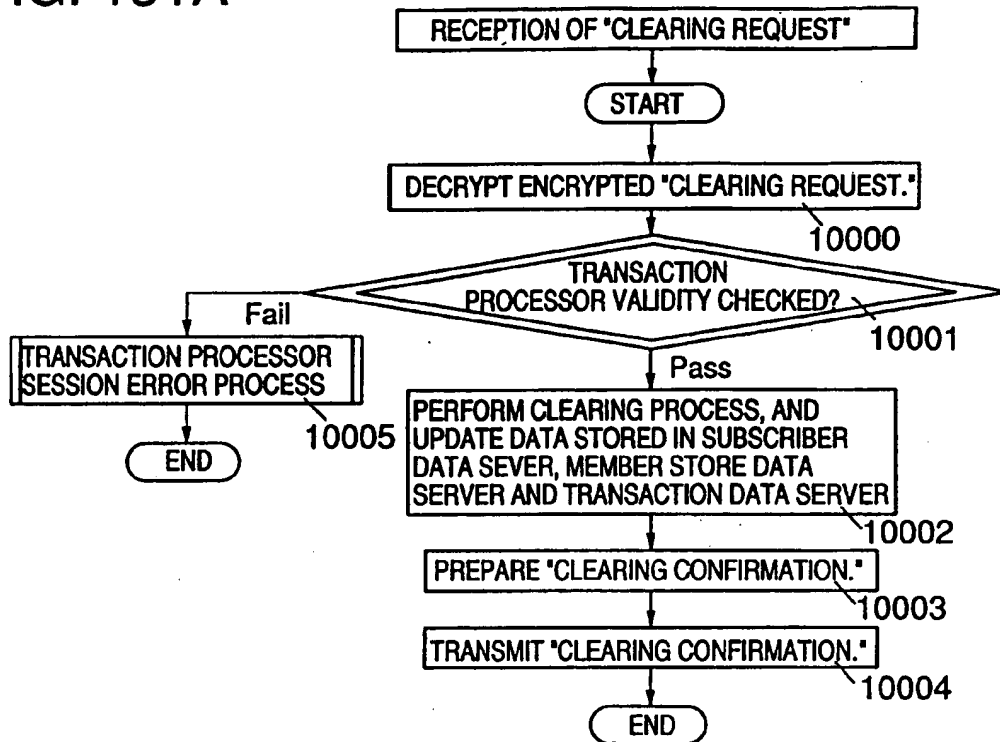 RECEPTION OF "CLEARING REQUEST"
START
DECRYPT ENCRYPTED "CLEARING REQUEST."
10000
TRANSACTION
PROCESSOR VALIDITY CHECKED?
10001
Fail
Pass
TRANSACTION PROCESSOR
SESSION ERROR PROCESS
10005
END
PERFORM CLEARING PROCESS, AND
UPDATE DATA STORED IN SUBSCRIBER
DATA SEVER, MEMBER STORE DATA
SERVER AND TRANSACTION DATA SERVER
10002
PREPARE "CLEARING CONFIRMATION."
10003
TRANSMIT "CLEARING CONFIRMATION."
10004
END